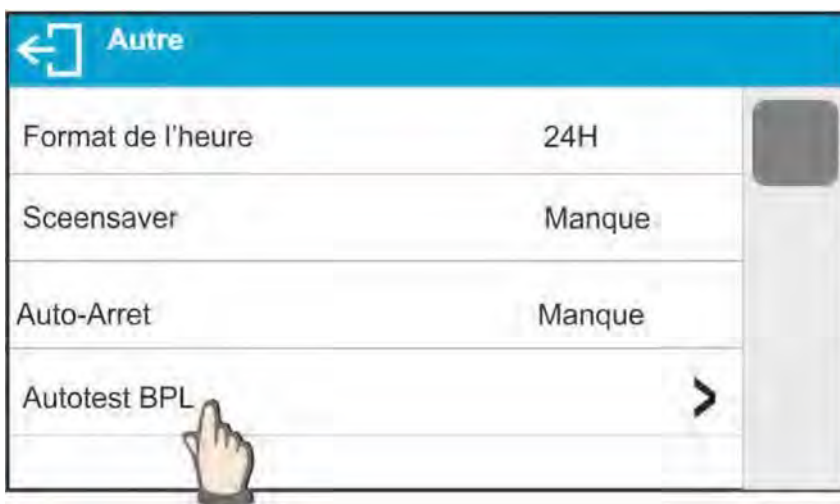 Autre
Format de l'heure 24H
Sceensaver Manque
Auto-Arret Manque
Autotest BPL >